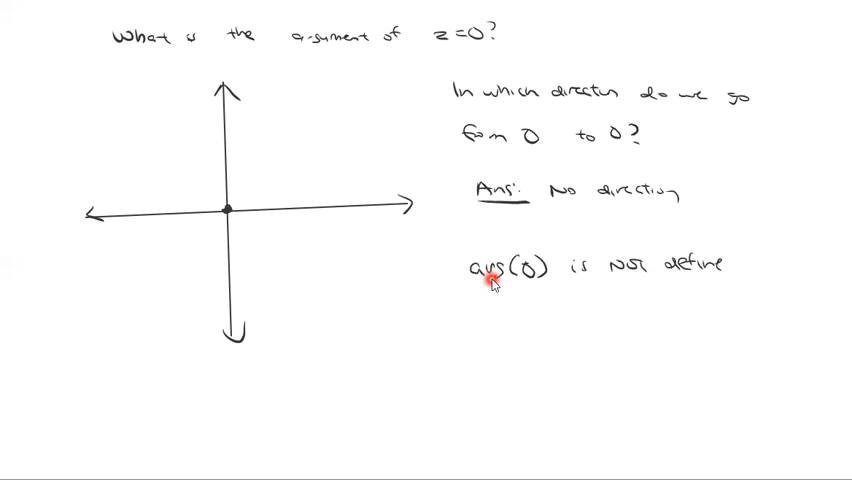 What is the argument of z=0?
In which direction do we go
from 0 to 0?
Ans: No direction
arg(0) is not define